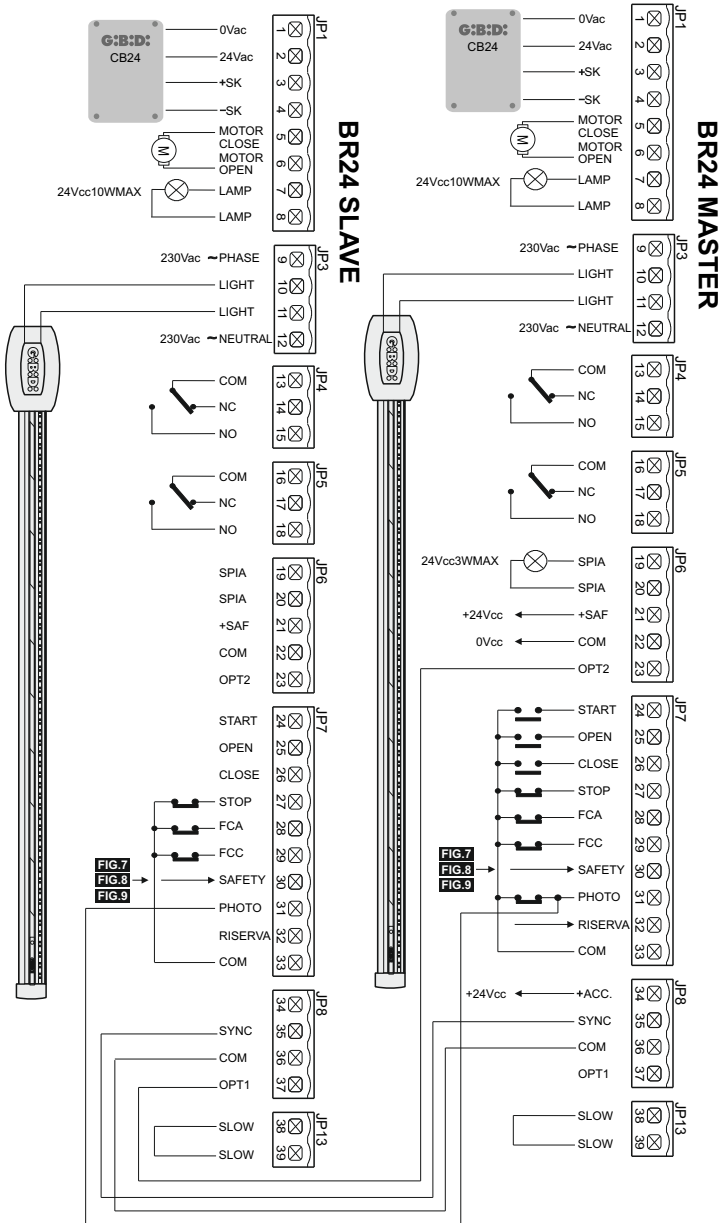 BR24 SLAVE
G:B:D:
CB24
JP1
0Vac 1
24Vac 2
+SK 3
–SK 4
MOTOR
CLOSE 5
MOTOR
OPEN 6
M
24Vcc10WMAX LAMP 7
LAMP 8
JP3
230Vac ~PHASE 9
LIGHT 10
LIGHT 11
230Vac ~NEUTRAL 12
G:B:D:
JP4
COM 13
NC 14
NO 15
JP5
COM 16
NC 17
NO 18
JP6
SPIA 19
SPIA 20
+SAF 21
COM 22
OPT2 23
JP7
START 24
OPEN 25
CLOSE 26
STOP 27
FCA 28
FCC 29
FIG.7
FIG.8
FIG.9
SAFETY 30
PHOTO 31
RISERVA 32
COM 33
JP8
34
SYNC 35
COM 36
OPT1 37
JP13
SLOW 38
SLOW 39
BR24 MASTER
G:B:D:
CB24
JP1
0Vac 1
24Vac 2
+SK 3
–SK 4
MOTOR
CLOSE 5
MOTOR
OPEN 6
M
24Vcc10WMAX LAMP 7
LAMP 8
JP3
230Vac ~PHASE 9
LIGHT 10
LIGHT 11
230Vac ~NEUTRAL 12
G:B:D:
JP4
COM 13
NC 14
NO 15
JP5
COM 16
NC 17
NO 18
JP6
24Vcc3WMAX SPIA 19
SPIA 20
+24Vcc +SAF 21
0Vcc COM 22
OPT2 23
JP7
START 24
OPEN 25
CLOSE 26
STOP 27
FCA 28
FCC 29
FIG.7
FIG.8
FIG.9
SAFETY 30
PHOTO 31
RISERVA 32
COM 33
JP8
+24Vcc +ACC. 34
SYNC 35
COM 36
OPT1 37
JP13
SLOW 38
SLOW 39